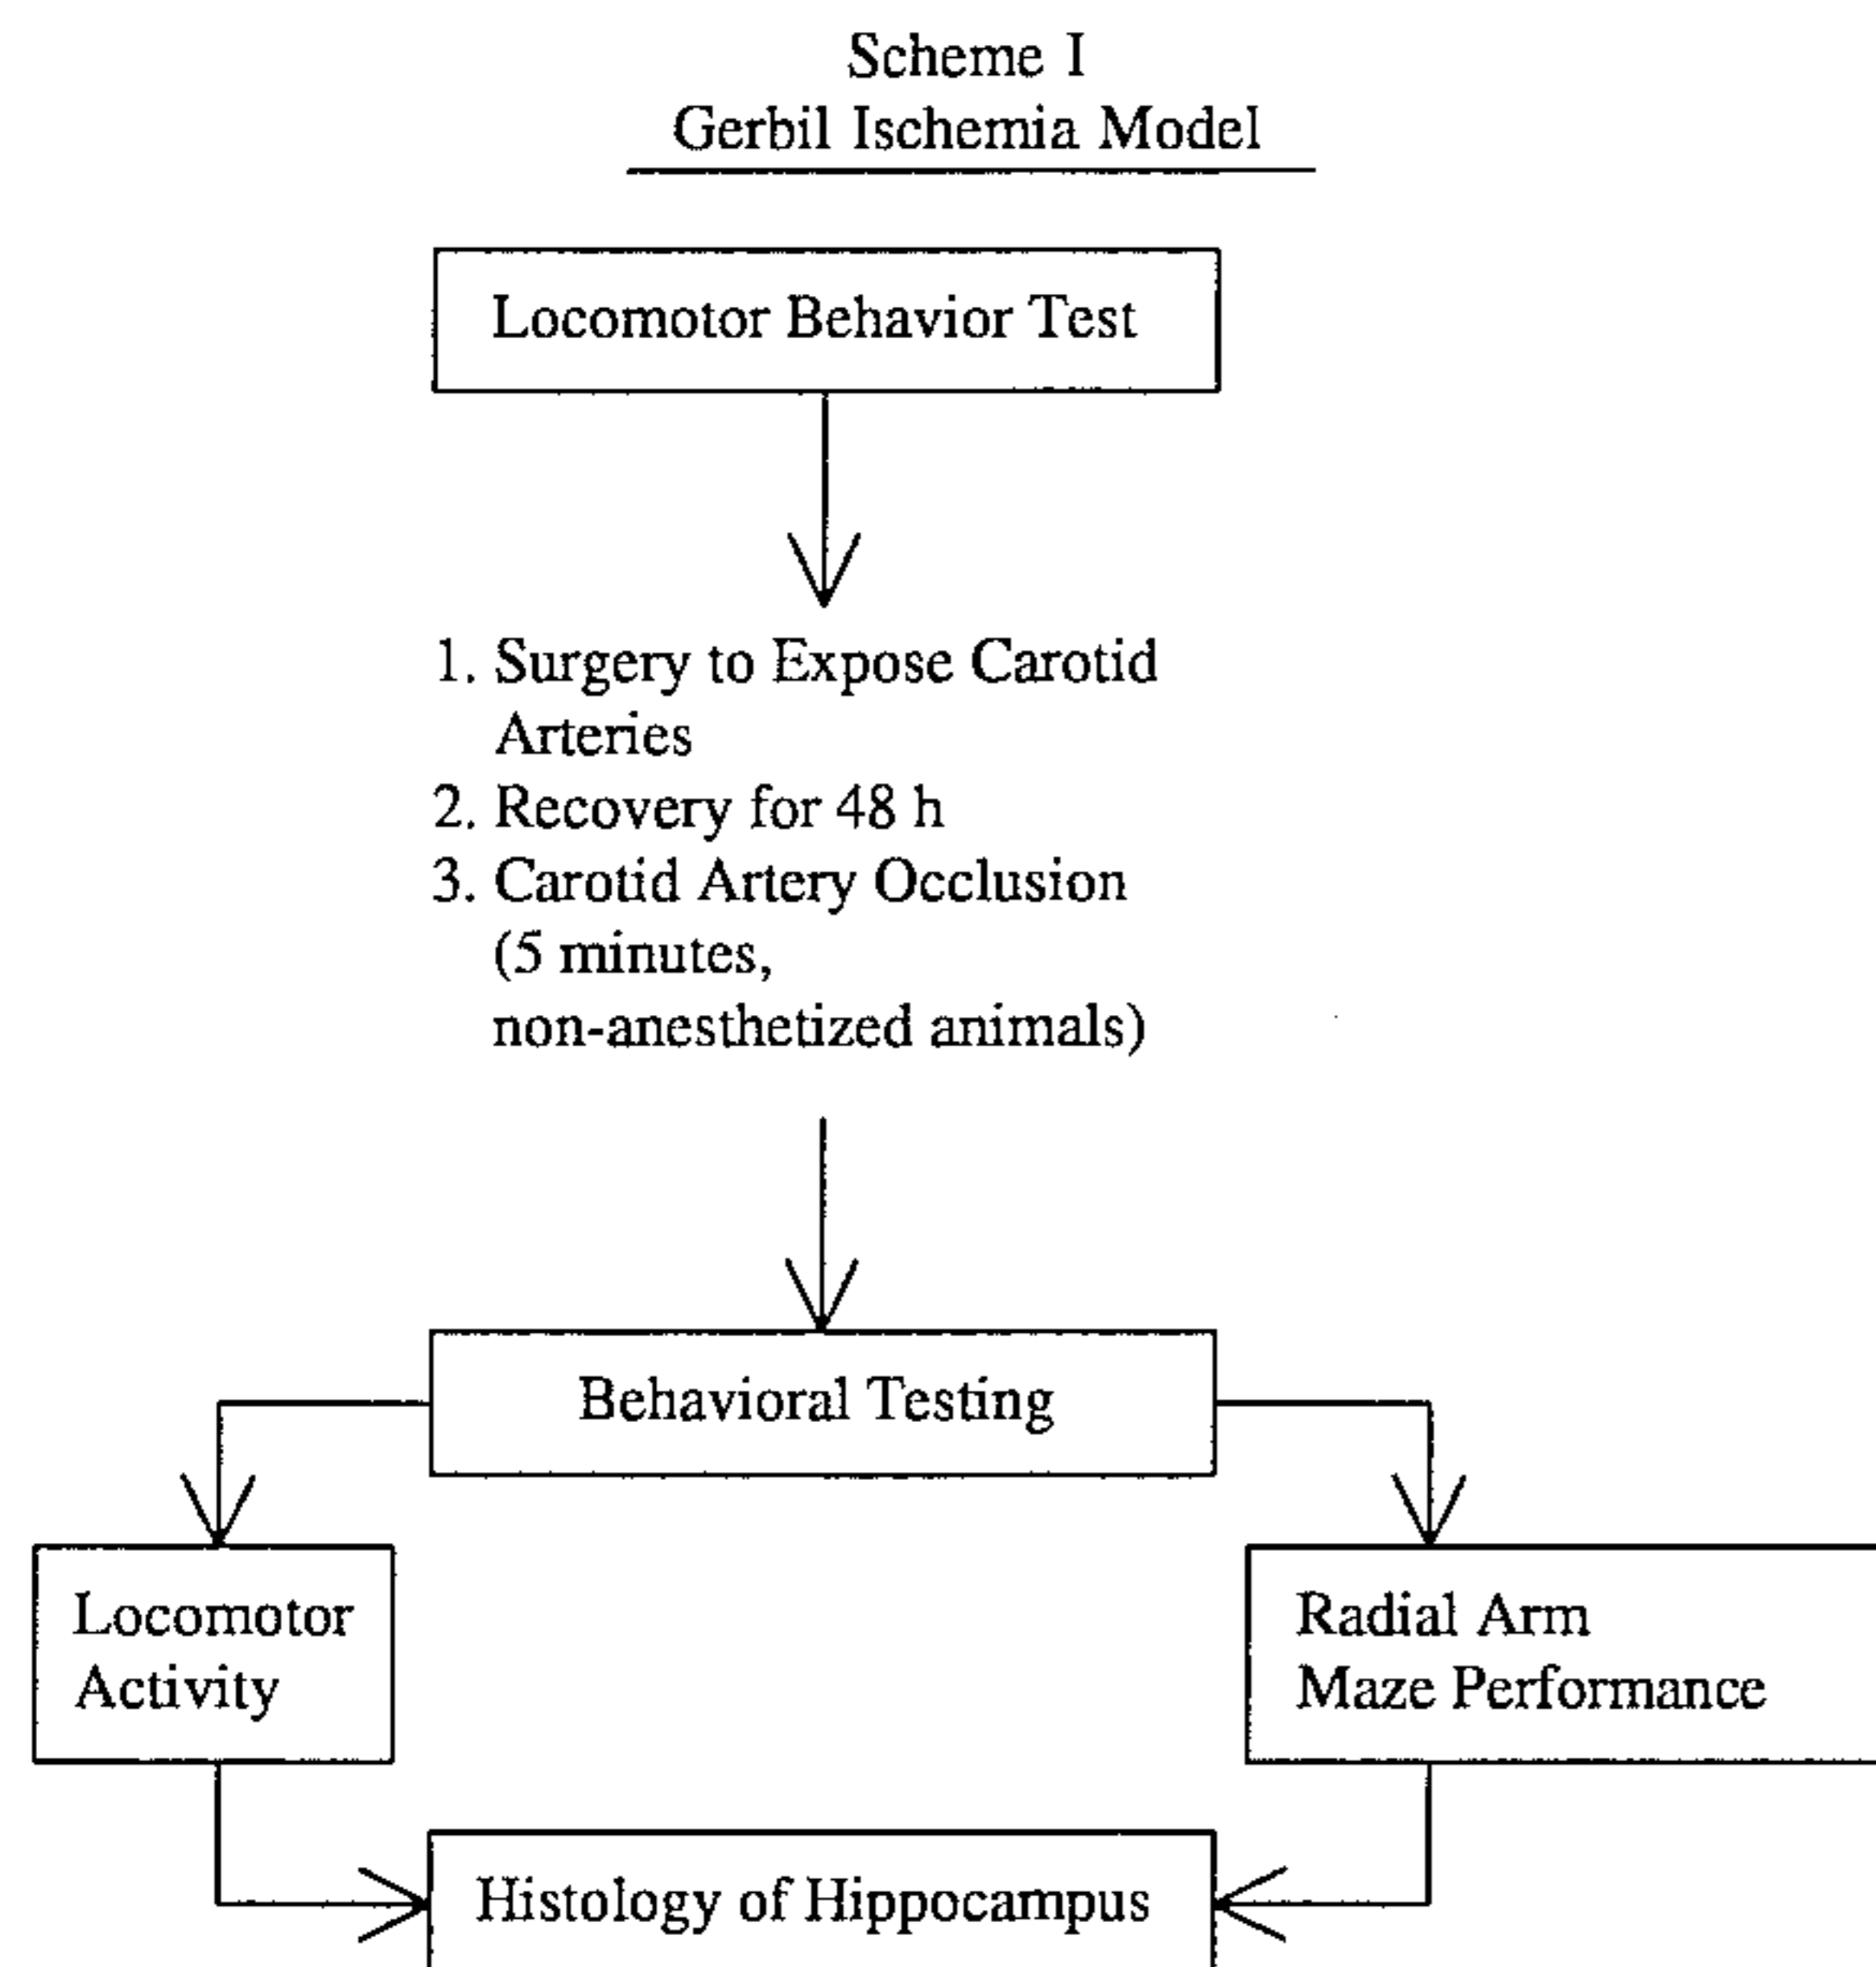 Scheme I
Gerbil Ischemia Model
Locomotor Behavior Test
1. Surgery to Expose Carotid
Arteries
2. Recovery for 48 h
3. Carotid Artery Occlusion
(5 minutes,
non-anesthetized animals)
Behavioral Testing
Locomotor
Activity
Radial Arm
Maze Performance
Histology of Hippocampus